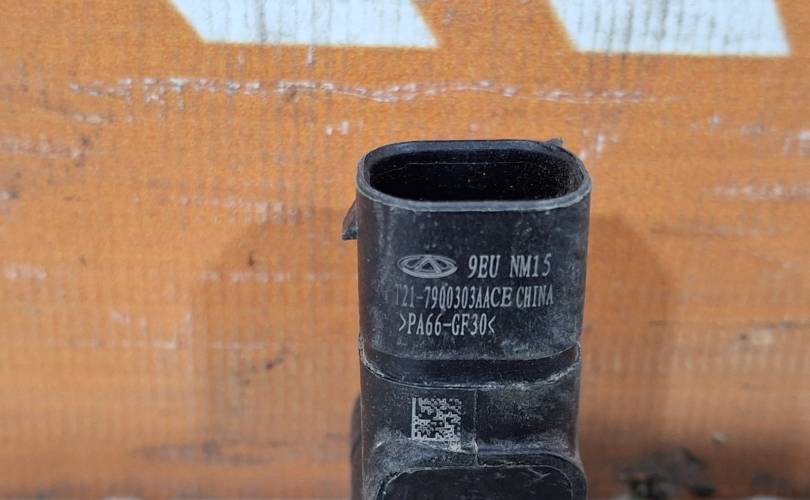 9EU NM15
T21-7900303AACE CHINA
>PA66-GF30<